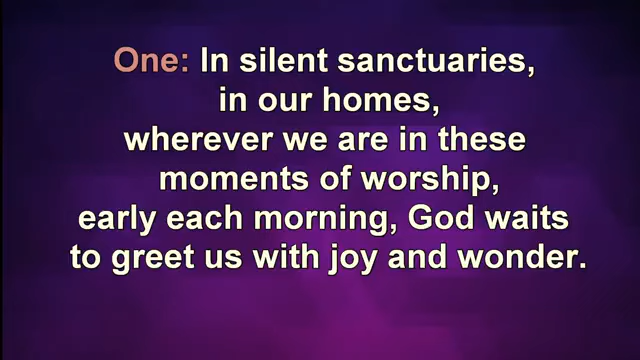 One: In silent sanctuaries,
in our homes,
wherever we are in these
moments of worship,
early each morning, God waits
to greet us with joy and wonder.